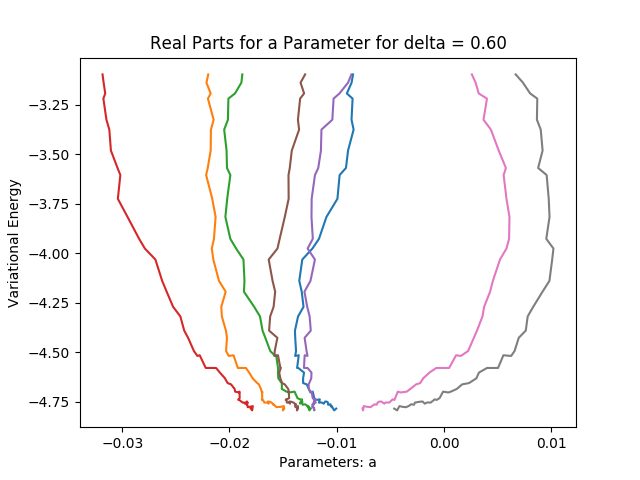 Real Parts for a Parameter for delta = 0.60
Variational Energy
−3.25
−3.50
−3.75
−4.00
−4.25
−4.50
−4.75
−0.03 −0.02 −0.01 0.00 0.01
Parameters: a